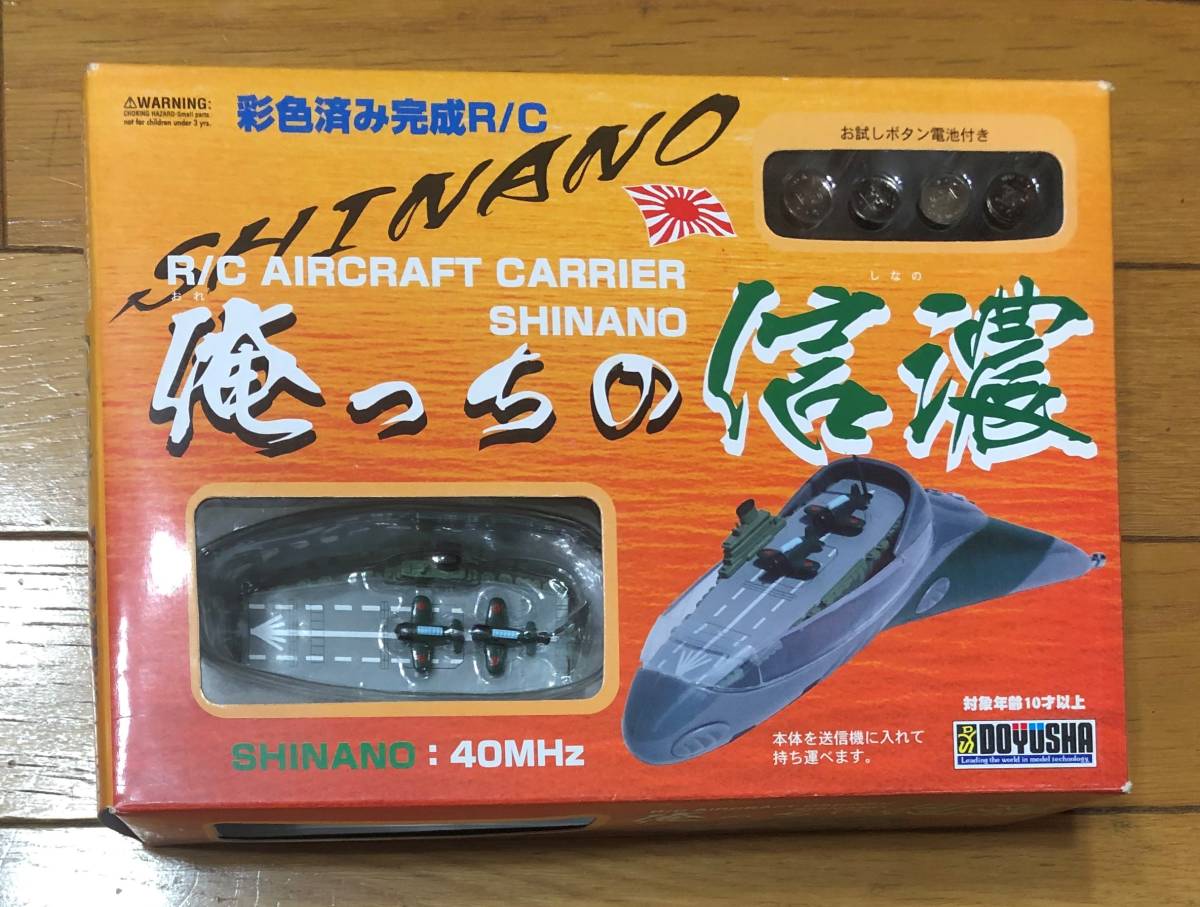 ⚠WARNING:
CHOKING HAZARD-Small parts
not for children under 3 yrs.
彩色済み完成R/C
お試しボタン電池付き
SHINANO
R/C AIRCRAFT CARRIER
SHINANO
おれ
しなの
俺っちの信濃
SHINANO:40MHz
対象年齢10才以上
本体を送信機に入れて
持ち運べます。
DOYUSHA
Leading the world in model technology.